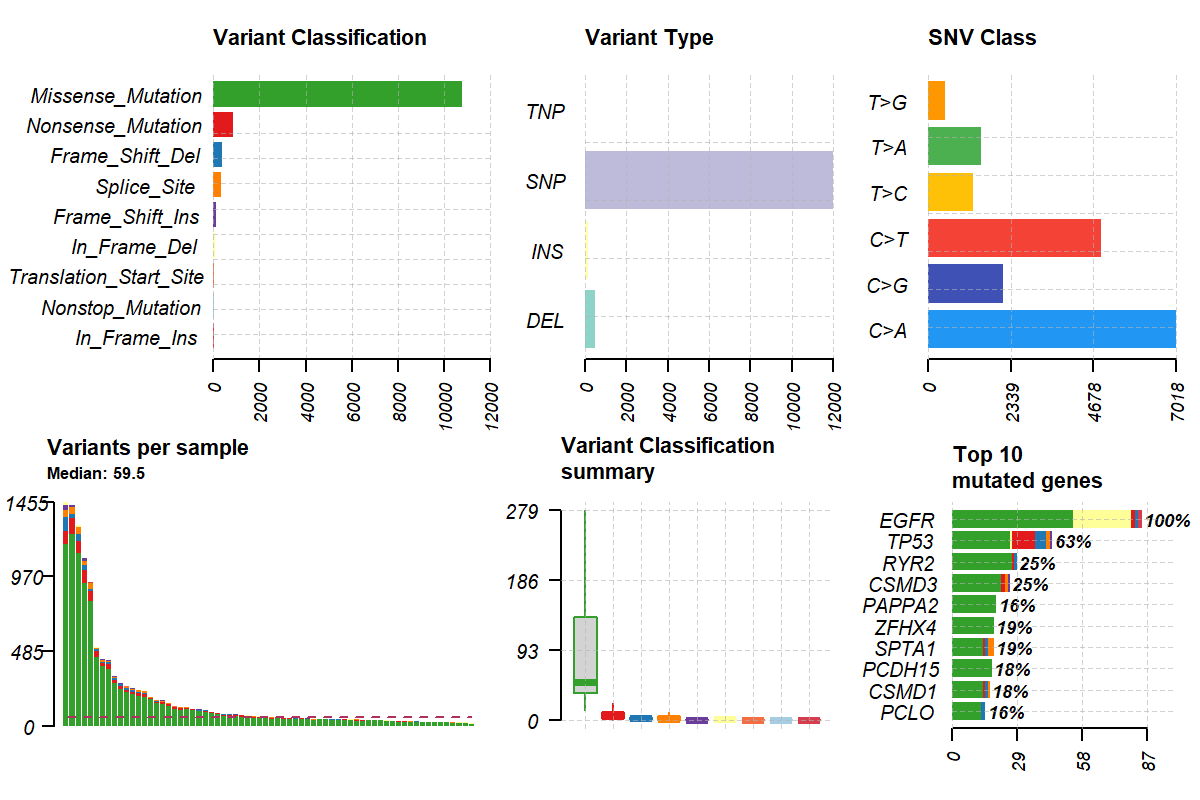 Variant Classification
Missense_Mutation
Nonsense_Mutation
Frame_Shift_Del
Splice_Site
Frame_Shift_Ins
In_Frame_Del
Translation_Start_Site
Nonstop_Mutation
In_Frame_Ins
0
2000
4000
6000
8000
10000
12000
Variant Type
TNP
SNP
INS
DEL
0
2000
4000
6000
8000
10000
12000
SNV Class
T>G
T>A
T>C
C>T
C>G
C>A
0
2339
4678
7018
Variants per sample
Median: 59.5
1455
970
485
0
Variant Classification
summary
279
186
93
0
Top 10
mutated genes
EGFR 100%
TP53 63%
RYR2 25%
CSMD3 25%
PAPPA2 16%
ZFHX4 19%
SPTA1 19%
PCDH15 18%
CSMD1 18%
PCLO 16%
0
29
58
87